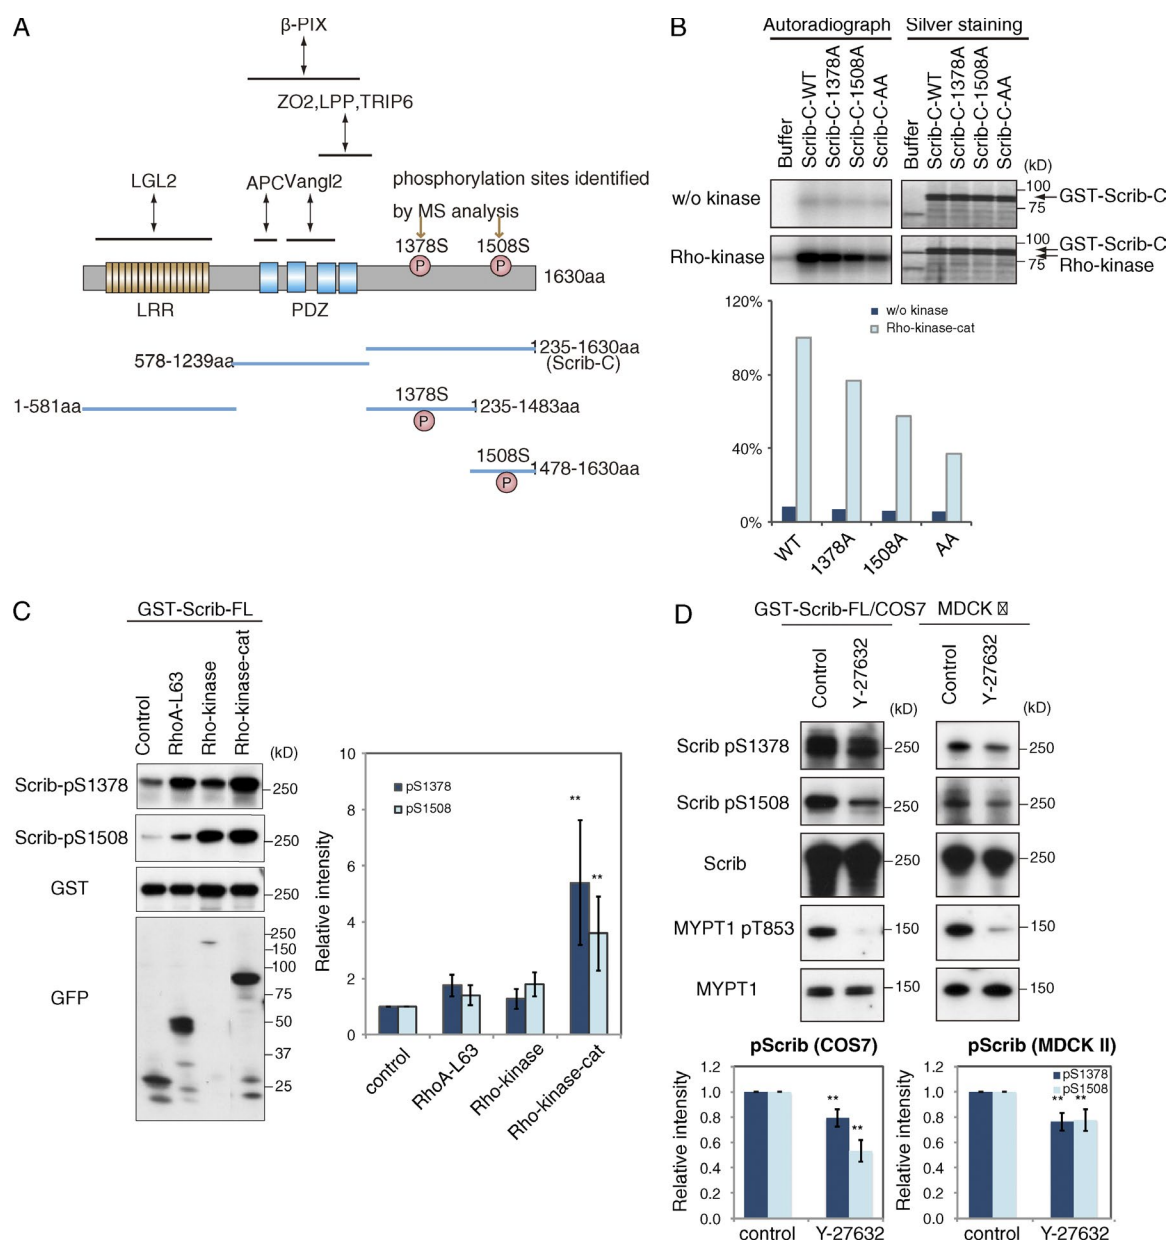 A
β-PIX
ZO2,LPP,TRIP6
LGL2
APC Vangl2
phosphorylation sites identified
by MS analysis
1378S 1508S
P P
1630aa
LRR PDZ
1235-1630aa
(Scrib-C)
578-1239aa
1-581aa
1378S
P
1235-1483aa
1508S
P
1478-1630aa
B
Autoradiograph Silver staining
Buffer
Scrib-C-WT
Scrib-C-1378A
Scrib-C-1508A
Scrib-C-AA
Buffer
Scrib-C-WT
Scrib-C-1378A
Scrib-C-1508A
Scrib-C-AA
(kD)
w/o kinase
100
75
GST-Scrib-C
Rho-kinase
100
75
GST-Scrib-C
Rho-kinase
120%
80%
40%
0%
w/o kinase
Rho-kinase-cat
WT 1378A 1508A AA
C
GST-Scrib-FL
Control
RhoA-L63
Rho-kinase
Rho-kinase-cat
(kD)
Scrib-pS1378 250
Scrib-pS1508 250
GST 250
GFP
250
150
100
75
50
37
25
Relative intensity
10
8
6
4
2
0
pS1378
pS1508
** **
control RhoA-L63 Rho-kinase Rho-kinase-cat
D
GST-Scrib-FL/COS7 MDCK
Control
Y-27632
(kD)
Control
Y-27632
(kD)
Scrib pS1378 250 250
Scrib pS1508 250 250
Scrib 250 250
MYPT1 pT853 150 150
MYPT1 150 150
pScrib (COS7)
Relative intensity
1.2
1.0
0.8
0.6
0.4
0.2
0.0
** **
control Y-27632
pScrib (MDCK II)
Relative intensity
1.2
1.0
0.8
0.6
0.4
0.2
0.0
pS1378
pS1508
** **
control Y-27632